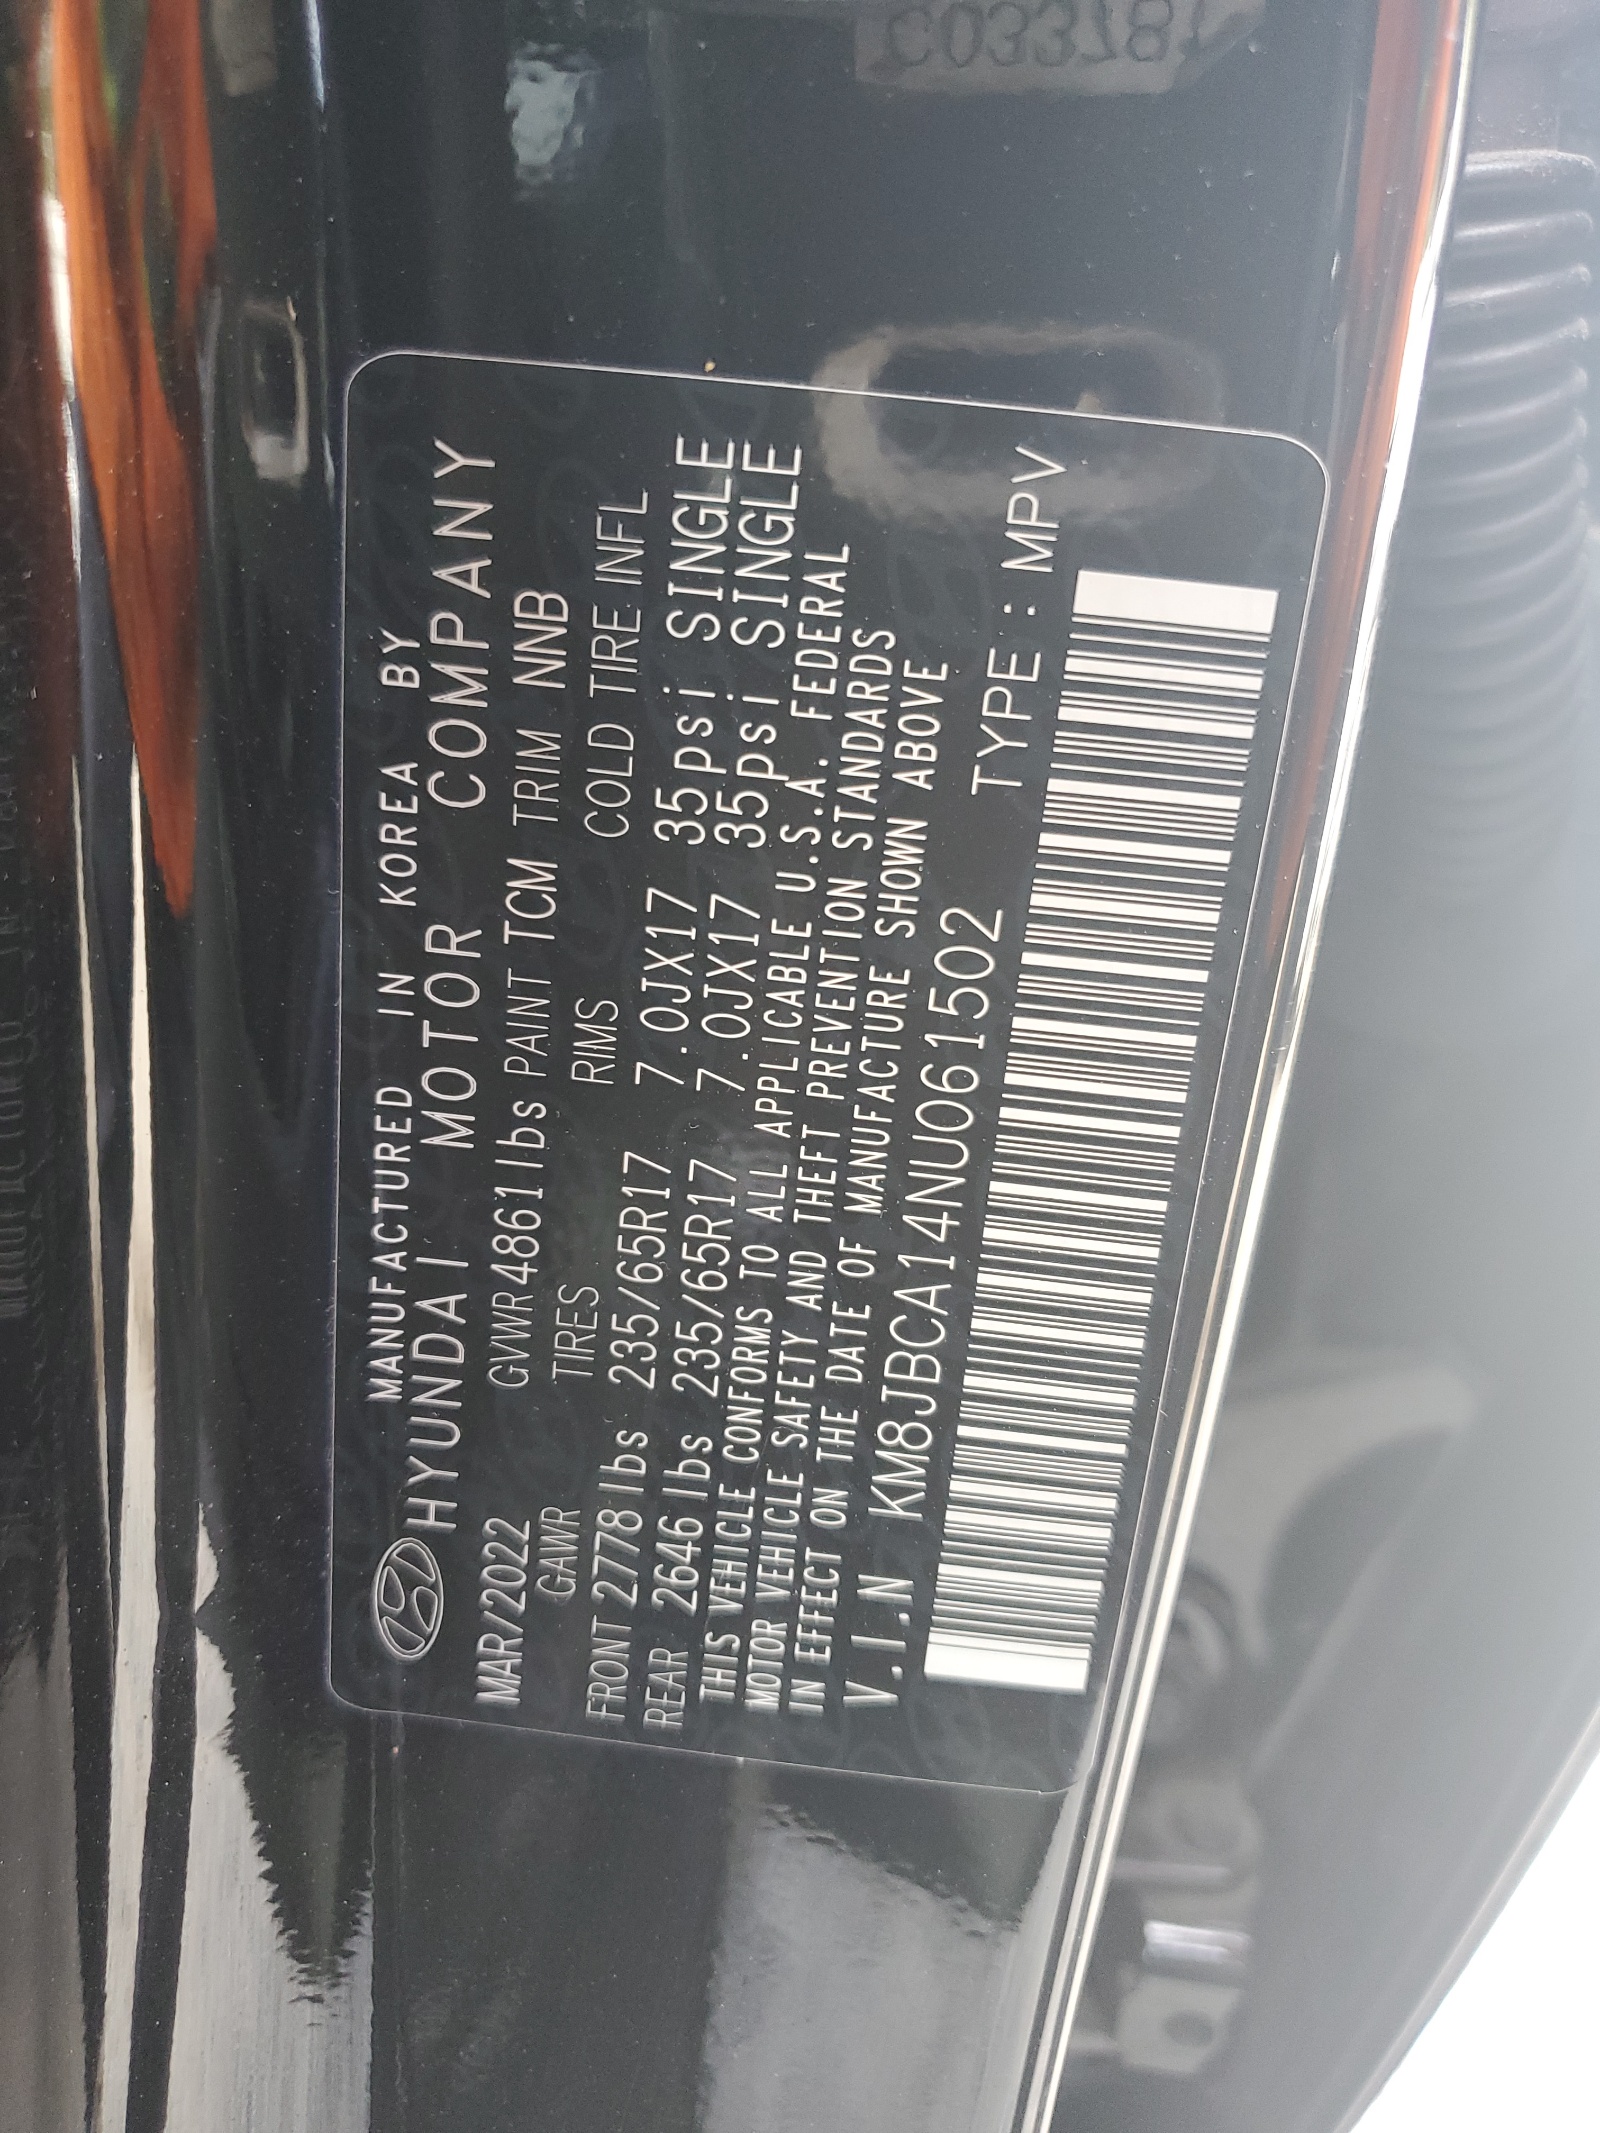 MANUFACTURED IN KOREA BY
HYUNDAI MOTOR COMPANY
MAR/2022 GVWR 4861lbs PAINT TCM TRIM NNB
GAWR TIRES RIMS COLD TIRE INFL
FRONT 2778 lbs 235/65R17 7.0JX17 35psi SINGLE
REAR 2646 lbs 235/65R17 7.0JX17 35psi SINGLE
THIS VEHICLE CONFORMS TO ALL APPLICABLE U.S.A. FEDERAL
MOTOR VEHICLE SAFETY AND THEFT PREVENTION STANDARDS
IN EFFECT ON THE DATE OF MANUFACTURE SHOWN ABOVE
V.I.N KM8JBCA14NU061502 TYPE : MPV